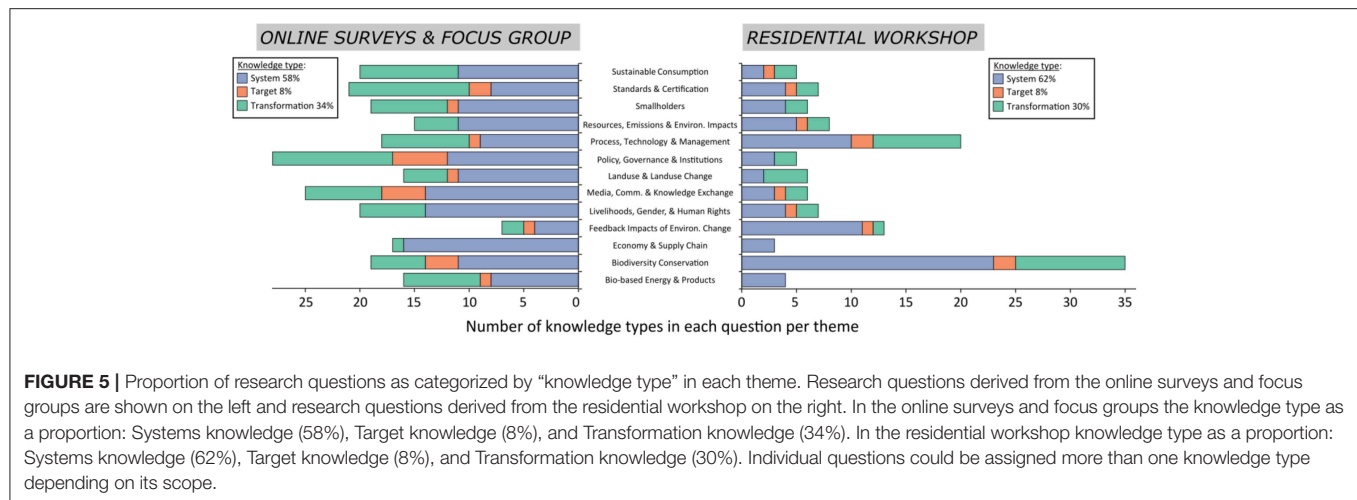 ONLINE SURVEYS & FOCUS GROUP
RESIDENTIAL WORKSHOP
Knowledge type:
System 58%
Target 8%
Transformation 34%
Knowledge type:
System 62%
Target 8%
Transformation 30%
Sustainable Consumption
Standards & Certification
Smallholders
Resources, Emissions & Environ. Impacts
Process, Technology & Management
Policy, Governance & Institutions
Landuse & Landuse Change
Media, Comm. & Knowledge Exchange
Livelihoods, Gender, & Human Rights
Feedback Impacts of Environ. Change
Economy & Supply Chain
Biodiversity Conservation
Bio-based Energy & Products
25 20 15 10 5 0
0 5 10 15 20 25 30 35
Number of knowledge types in each question per theme
FIGURE 5 | Proportion of research questions as categorized by “knowledge type” in each theme. Research questions derived from the online surveys and focus
groups are shown on the left and research questions derived from the residential workshop on the right. In the online surveys and focus groups the knowledge type as
a proportion: Systems knowledge (58%), Target knowledge (8%), and Transformation knowledge (34%). In the residential workshop knowledge type as a proportion:
Systems knowledge (62%), Target knowledge (8%), and Transformation knowledge (30%). Individual questions could be assigned more than one knowledge type
depending on its scope.